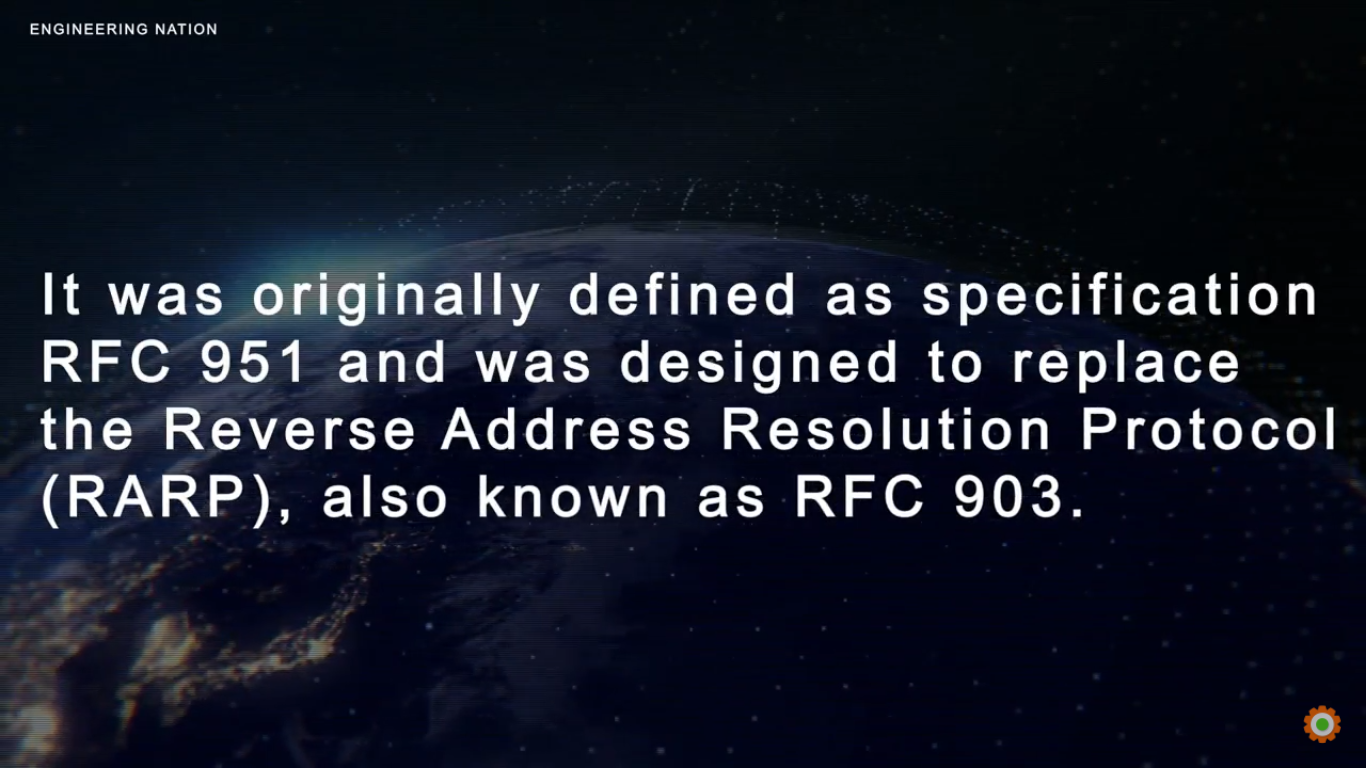 ENGINEERING NATION
It was originally defined as specification
RFC 951 and was designed to replace
the Reverse Address Resolution Protocol
(RARP), also known as RFC 903.